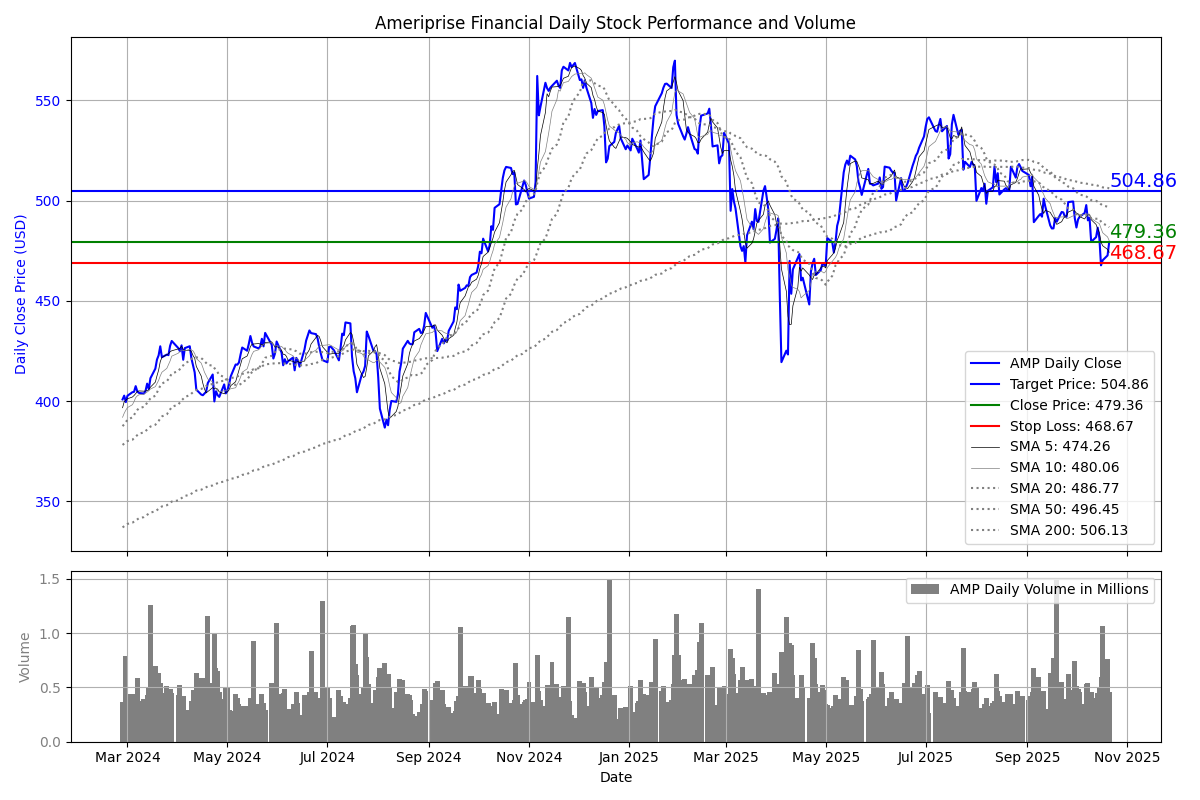 Ameriprise Financial Daily Stock Performance and Volume
Daily Close Price (USD)
550
500
450
400
350
504.86
479.36
468.67
AMP Daily Close
Target Price: 504.86
Close Price: 479.36
Stop Loss: 468.67
SMA 5: 474.26
SMA 10: 480.06
SMA 20: 486.77
SMA 50: 496.45
SMA 200: 506.13
Volume
1.5
1.0
0.5
0.0
AMP Daily Volume in Millions
Mar 2024 May 2024 Jul 2024 Sep 2024 Nov 2024 Jan 2025 Mar 2025 May 2025 Jul 2025 Sep 2025 Nov 2025
Date